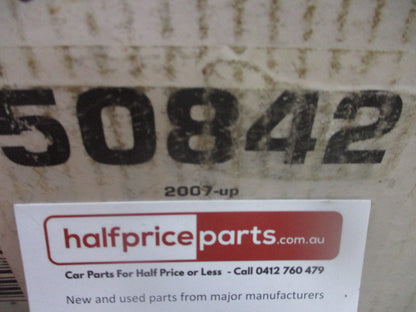 50842
2007-up
halfpriceparts.com.au
Car Parts For Half Price or Less - Call 0412 760 479
New and used parts from major manufacturers